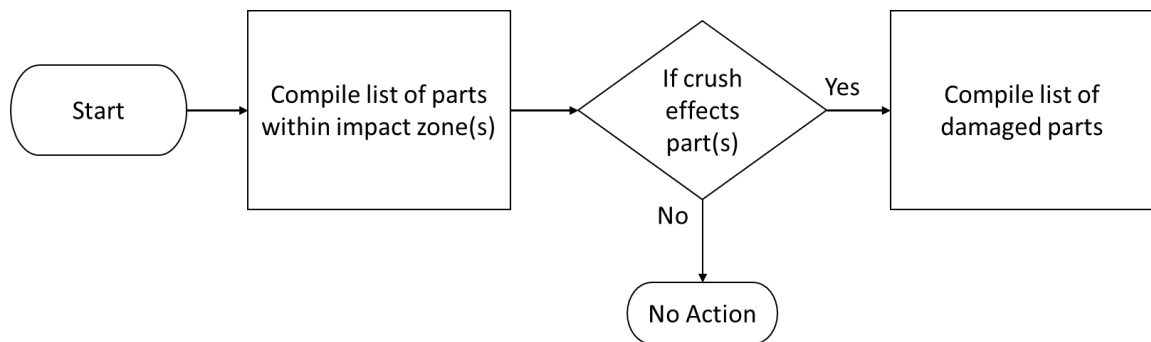 Start
Compile list of parts
within impact zone(s)
If crush
effects
part(s)
Yes
Compile list of
damaged parts
No
No Action